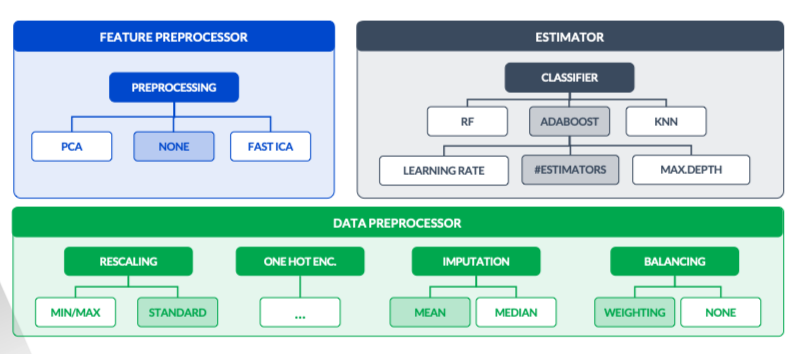 FEATURE PREPROCESSOR
PREPROCESSING
PCA
NONE
FAST ICA
ESTIMATOR
CLASSIFIER
RF
ADABOOST
KNN
LEARNING RATE
#ESTIMATORS
MAX.DEPTH
DATA PREPROCESSOR
RESCALING
ONE HOT ENC.
IMPUTATION
BALANCING
MIN/MAX
STANDARD
...
MEAN
MEDIAN
WEIGHTING
NONE